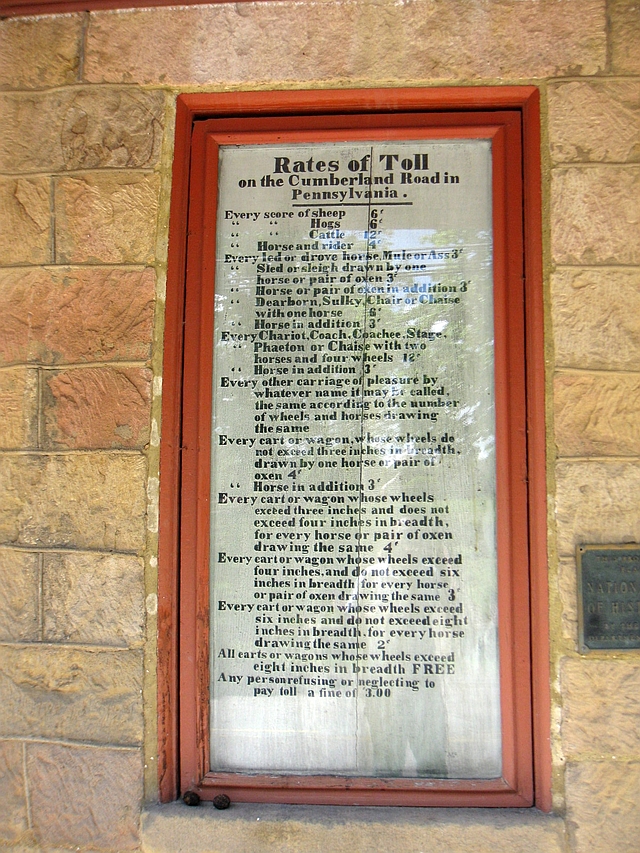 Rates of Toll
on the Cumberland Road in
Pennsylvania.
Every score of sheep 6¢
“ “ Hogs 6¢
“ “ Cattle 12¢
“ Horse and rider 4¢
Every led or drove horse, Mule or Ass 3¢
“ Sled or sleigh drawn by one
horse or pair of oxen 3¢
“ Horse or pair of oxen in addition 3¢
“ Dearborn, Sulky, Chair or Chaise
with one horse 6¢
“ Horse in addition 3¢
Every Chariot, Coach, Coachee, Stage,
“ Phaeton or Chaise with two
horses and four wheels 12¢
“ Horse in addition 3¢
Every other carriage of pleasure by
whatever name it may be called,
the same according to the number
of wheels and horses drawing
the same
Every cart or wagon, whose wheels do
not exceed three inches in breadth,
drawn by one horse or pair of
oxen 4¢
“ Horse in addition 3¢
Every cart or wagon whose wheels
exceed three inches and does not
exceed four inches in breadth,
for every horse or pair of oxen
drawing the same 4¢
Every cart or wagon whose wheels exceed
four inches, and do not exceed six
inches in breadth for every horse
or pair of oxen drawing the same 3¢
Every cart or wagon whose wheels exceed
six inches and do not exceed eight
inches in breadth, for every horse
drawing the same 2¢
All carts or wagons whose wheels exceed
eight inches in breadth FREE
Any person refusing or neglecting to
pay toll a fine of 3.00
NATION
OF HIS